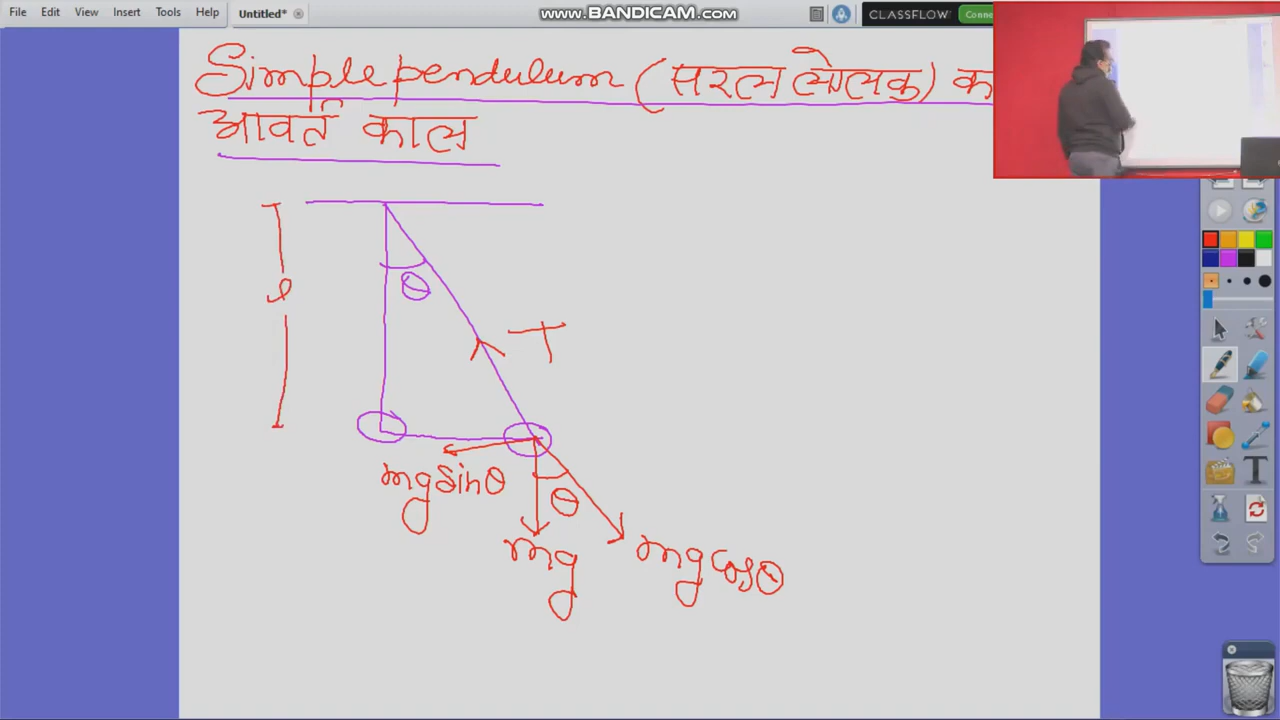 File Edit View Insert Tools Help
Untitled*
www.BANDICAM.com
CLASSFLOW
Simple pendulum (सरल लोलक) क
आवर्त काल
θ
l
T
mg sinθ
θ
mg
mg cosθ
T